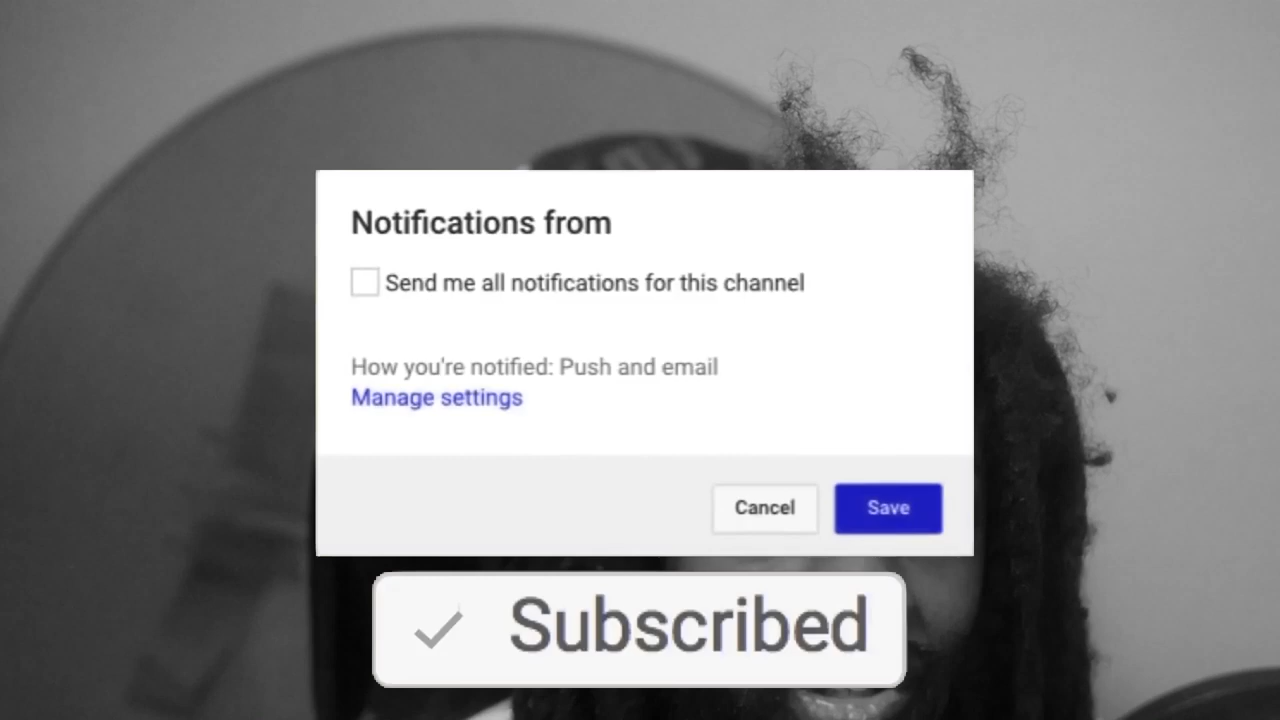 Notifications from
Send me all notifications for this channel
How you're notified: Push and email
Manage settings
Cancel Save
Subscribed